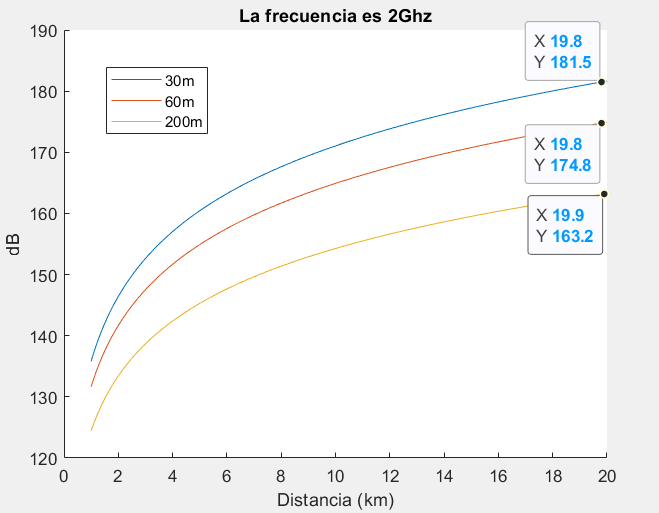 La frecuencia es 2Ghz
190
180
170
160
150
140
130
120
dB
30m
60m
200m
X 19.8
Y 181.5
X 19.8
Y 174.8
X 19.9
Y 163.2
0 2 4 6 8 10 12 14 16 18 20
Distancia (km)